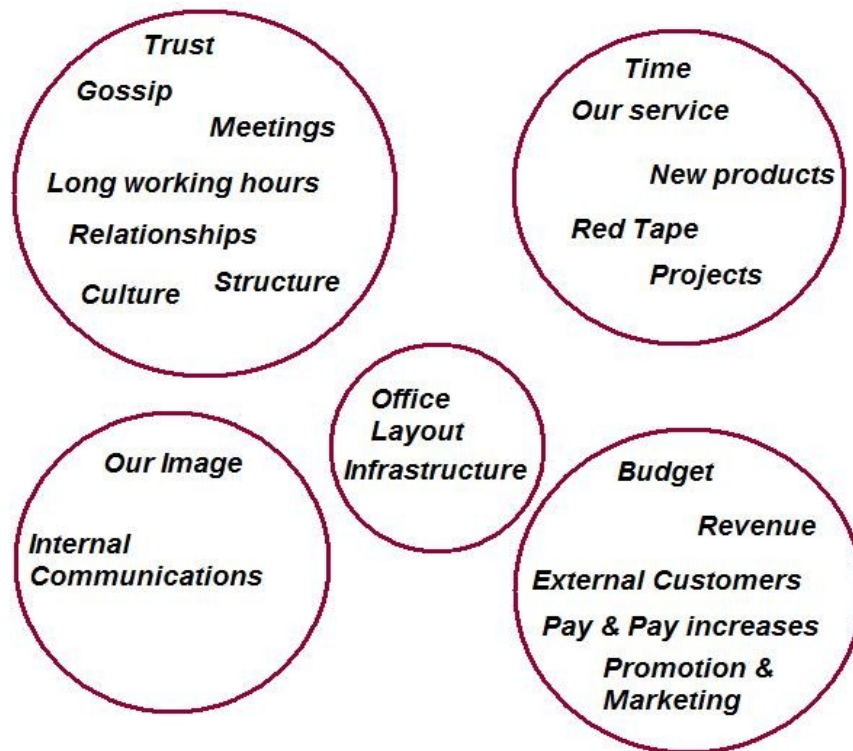 Trust
Gossip
Meetings
Long working hours
Relationships
Structure
Culture
Time
Our service
New products
Red Tape
Projects
Office
Layout
Infrastructure
Our Image
Internal
Communications
Budget
Revenue
External Customers
Pay & Pay increases
Promotion &
Marketing